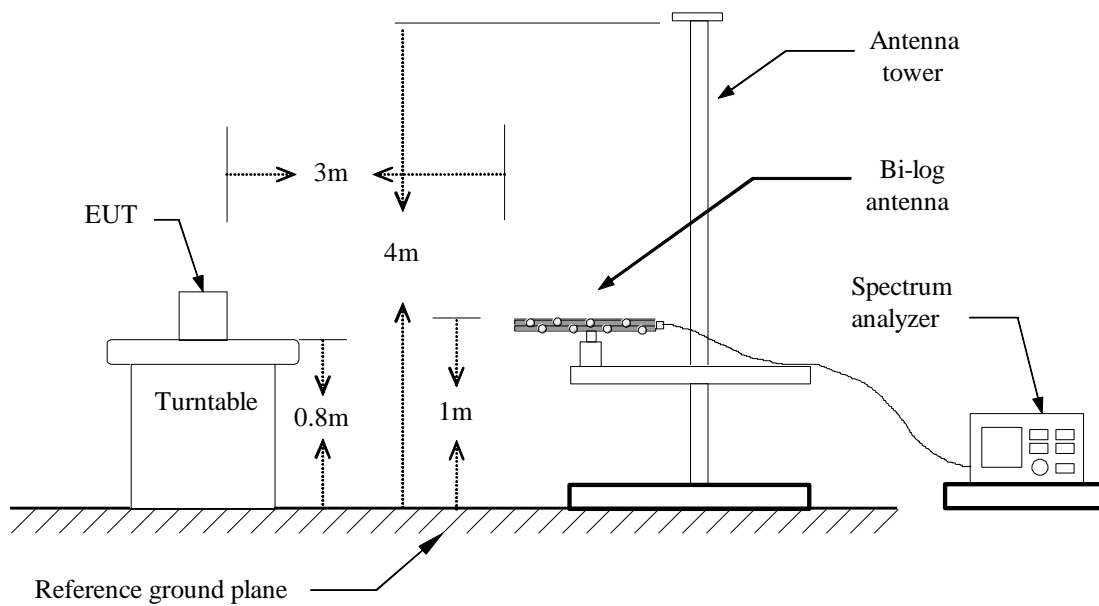 Antenna
tower
3m
Bi-log
antenna
EUT
4m
Spectrum
analyzer
Turntable
0.8m
1m
Reference ground plane